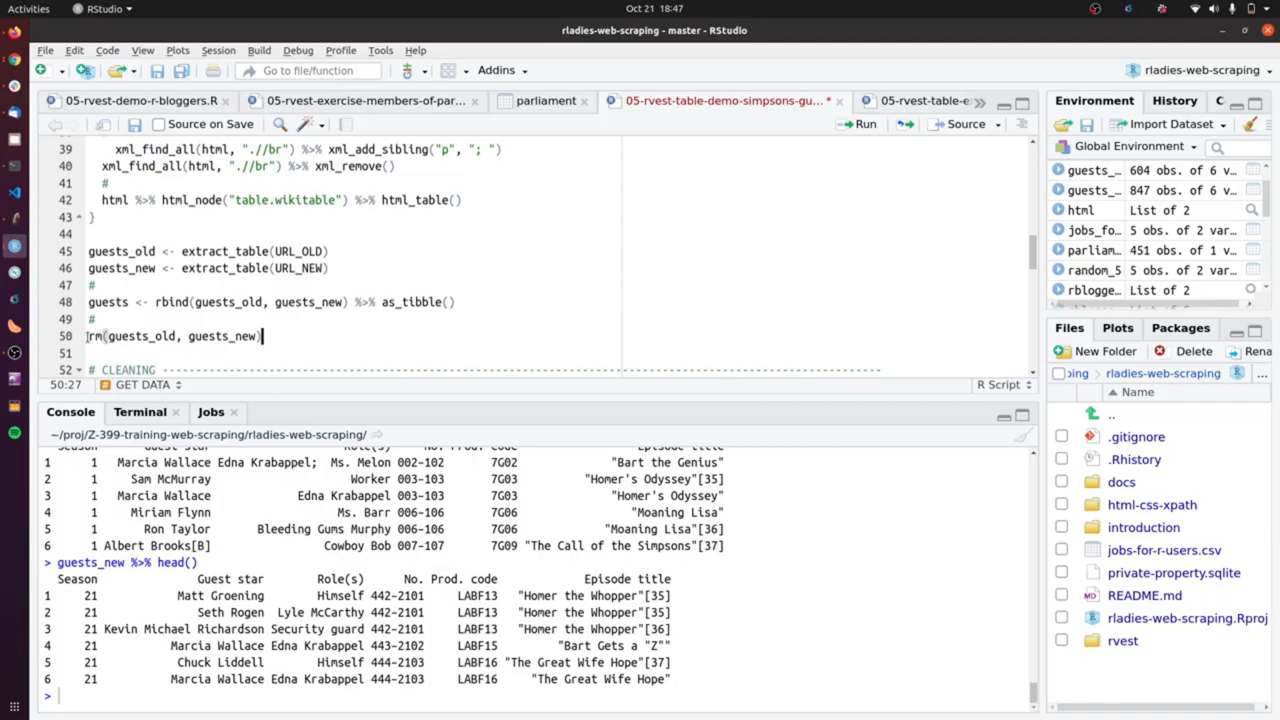 Activities RStudio Oct 21 18:47
rladies-web-scraping - master - RStudio
File Edit Code View Plots Session Build Debug Profile Tools Help
Go to file/function Addins rladies-web-scraping
05-rvest-demo-r-bloggers.R 05-rvest-exercise-members-of-par... parliament 05-rvest-table-demo-simpsons-gu...* 05-rvest-table-e
Source on Save Run Source
39 xml_find_all(html, ".//br") %>% xml_add_sibling("p", "; ")
40 xml_find_all(html, ".//br") %>% xml_remove()
41 #
42 html %>% html_node("table.wikitable") %>% html_table()
43 }
44
45 guests_old <- extract_table(URL_OLD)
46 guests_new <- extract_table(URL_NEW)
47 #
48 guests <- rbind(guests_old, guests_new) %>% as_tibble()
49 #
50 rm(guests_old, guests_new)
51
52 # CLEANING
50:27 GET DATA R Script
Console Terminal Jobs
~/proj/Z-399-training-web-scraping/rladies-web-scraping/
Season Guest star Role(s) No. Prod. code Episode title
1 1 Marcia Wallace Edna Krabappel; Ms. Melon 002-102 7G02 "Bart the Genius"
2 1 Sam McMurray Worker 003-103 7G03 "Homer's Odyssey"[35]
3 1 Marcia Wallace Edna Krabappel 003-103 7G03 "Homer's Odyssey"
4 1 Miriam Flynn Ms. Barr 006-106 7G06 "Moaning Lisa"
5 1 Ron Taylor Bleeding Gums Murphy 006-106 7G06 "Moaning Lisa"[36]
6 1 Albert Brooks[B] Cowboy Bob 007-107 7G09 "The Call of the Simpsons"[37]
> guests_new %>% head()
Season Guest star Role(s) No. Prod. code Episode title
1 21 Matt Groening Himself 442-2101 LABF13 "Homer the Whopper"[35]
2 21 Seth Rogen Lyle McCarthy 442-2101 LABF13 "Homer the Whopper"[35]
3 21 Kevin Michael Richardson Security guard 442-2101 LABF13 "Homer the Whopper"[36]
4 21 Marcia Wallace Edna Krabappel 443-2102 LABF15 "Bart Gets a "Z""
5 21 Chuck Liddell Himself 444-2103 LABF16 "The Great Wife Hope"[37]
6 21 Marcia Wallace Edna Krabappel 444-2103 LABF16 "The Great Wife Hope"
>
Environment History C
Import Dataset
Global Environment
guests_... 604 obs. of 6 v...
guests_... 847 obs. of 6 v...
html List of 2
jobs_fo... 5 obs. of 2 var...
parliam... 451 obs. of 1 v...
random_5 5 obs. of 2 var...
rblogge... List of 2
Files Plots Packages
New Folder Delete Rena
ping rladies-web-scraping ...
Name
..
.gitignore
.Rhistory
docs
html-css-xpath
introduction
jobs-for-r-users.csv
private-property.sqlite
README.md
rladies-web-scraping.Rproj
rvest